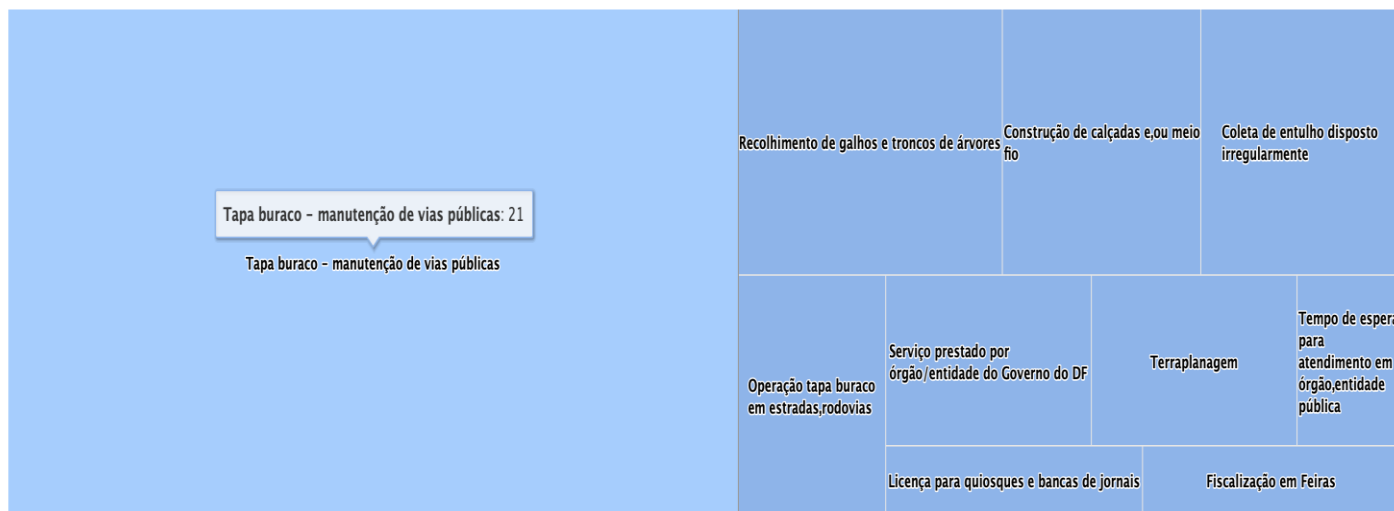 Tapa buraco – manutenção de vias públicas: 21
Tapa buraco – manutenção de vias públicas
Recolhimento de galhos e troncos de árvores
Construção de calçadas e,ou meio
fio
Coleta de entulho disposto
irregularmente
Operação tapa buraco
em estradas,rodovias
Serviço prestado por
órgão/entidade do Governo do DF
Terraplanagem
Tempo de espera
para
atendimento em
órgão,entidade
pública
Licença para quiosques e bancas de jornais
Fiscalização em Feiras